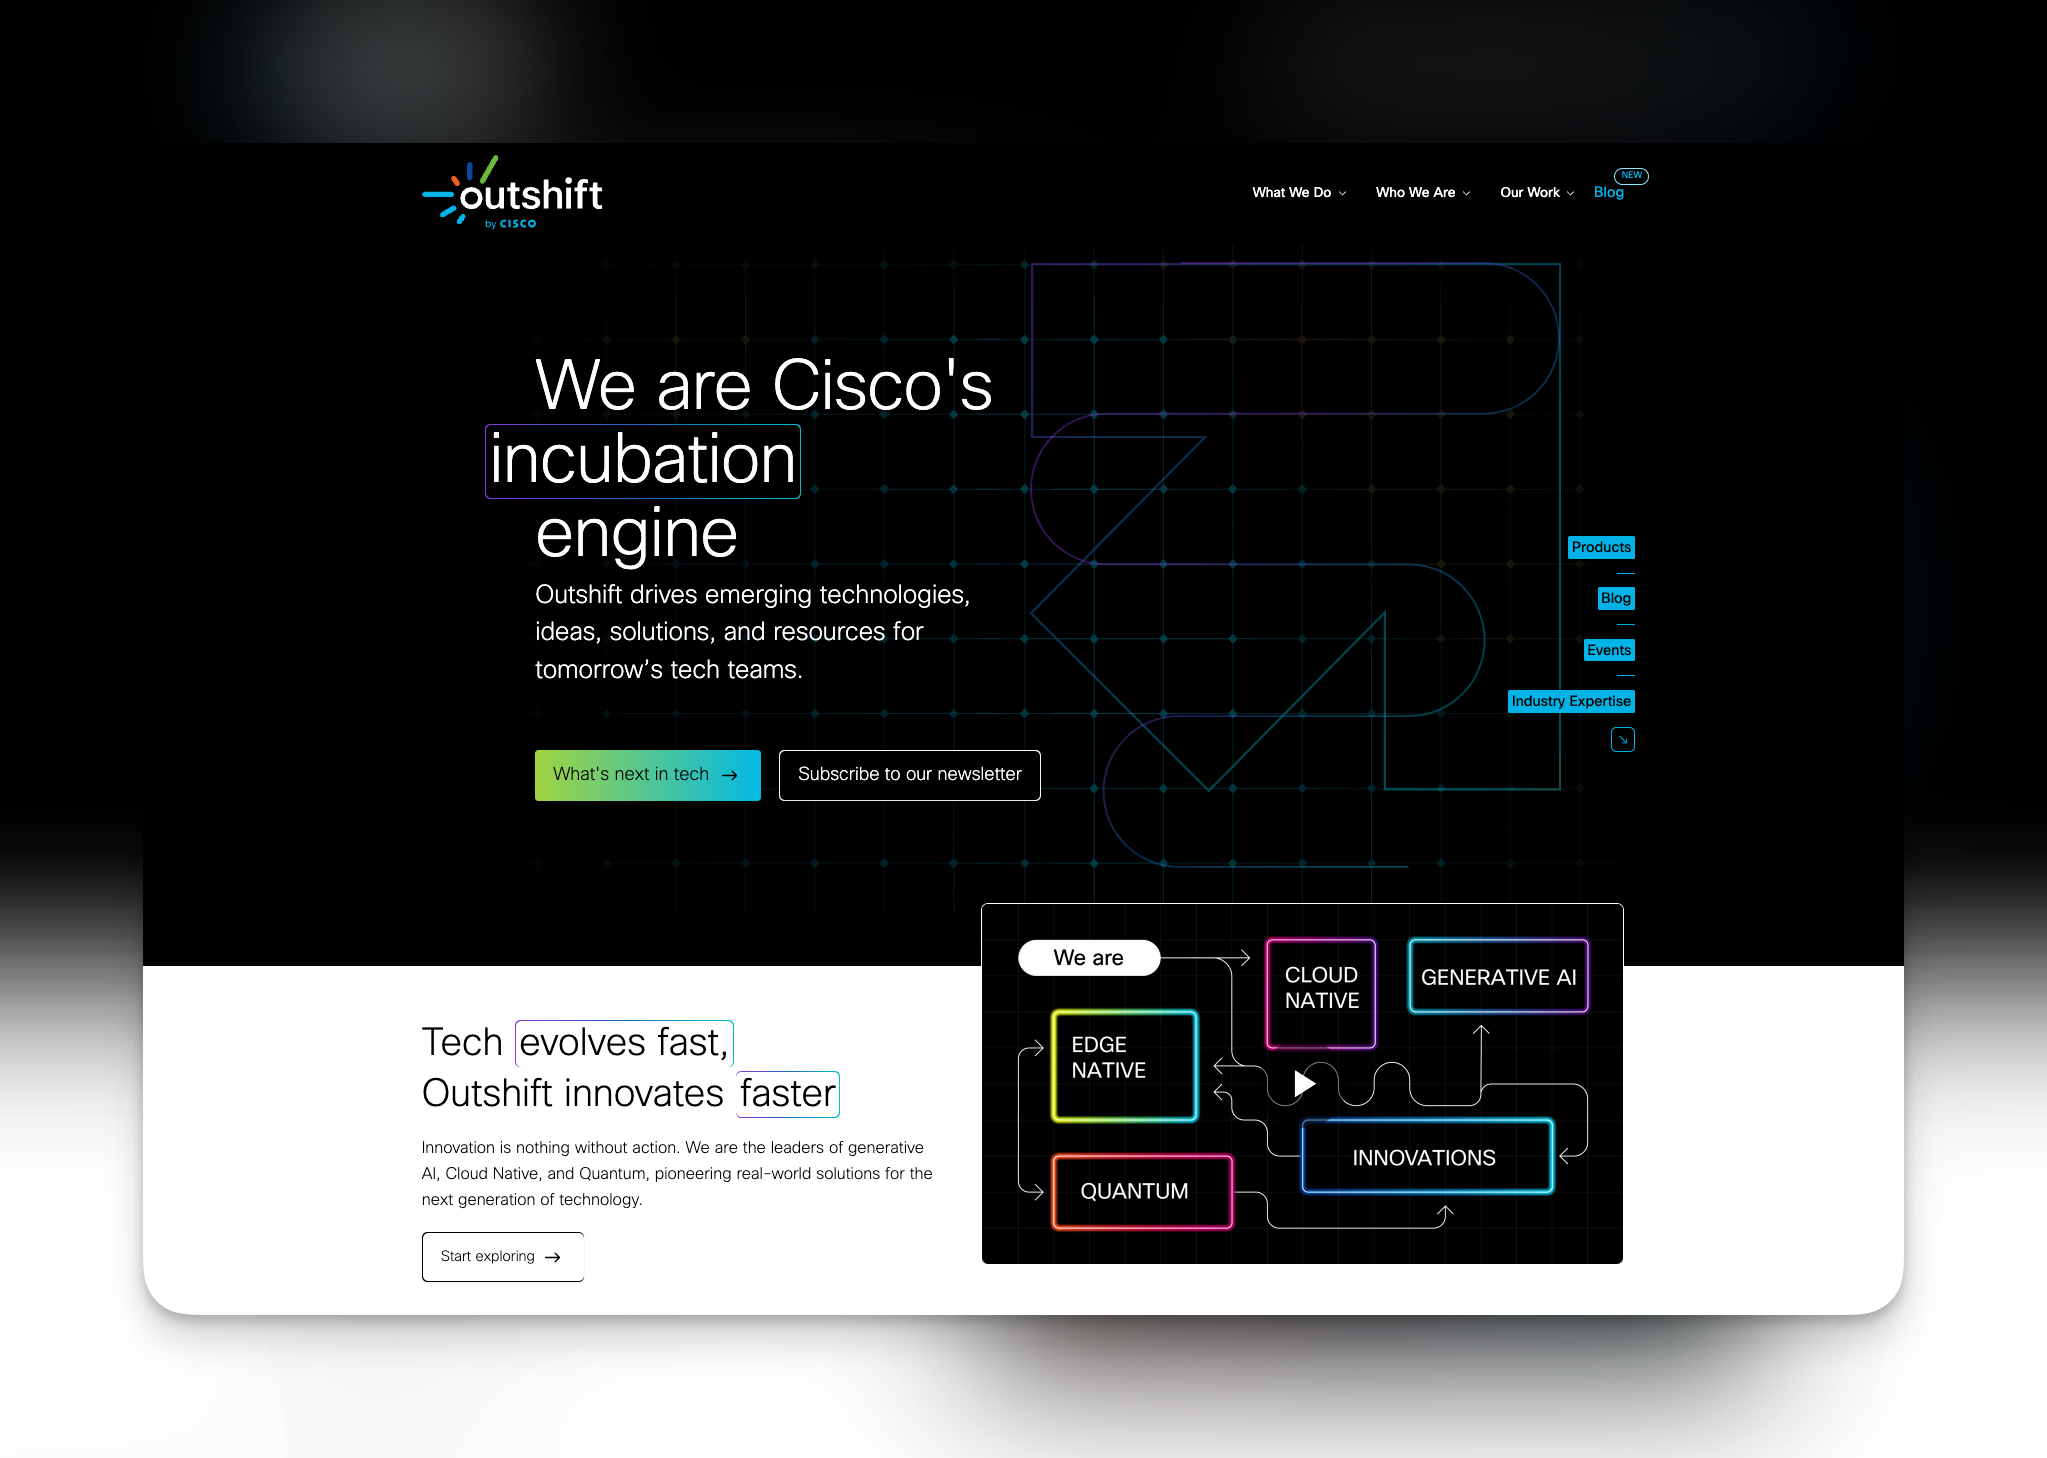 outshift
by CISCO
What We Do
Who We Are
Our Work
Blog
NEW
We are Cisco's
incubation
engine
Outshift drives emerging technologies,
ideas, solutions, and resources for
tomorrow’s tech teams.
What's next in tech →
Subscribe to our newsletter
Products
Blog
Events
Industry Expertise
Tech evolves fast,
Outshift innovates faster
Innovation is nothing without action. We are the leaders of generative
AI, Cloud Native, and Quantum, pioneering real-world solutions for the
next generation of technology.
Start exploring →
We are
CLOUD
NATIVE
GENERATIVE AI
EDGE
NATIVE
INNOVATIONS
QUANTUM